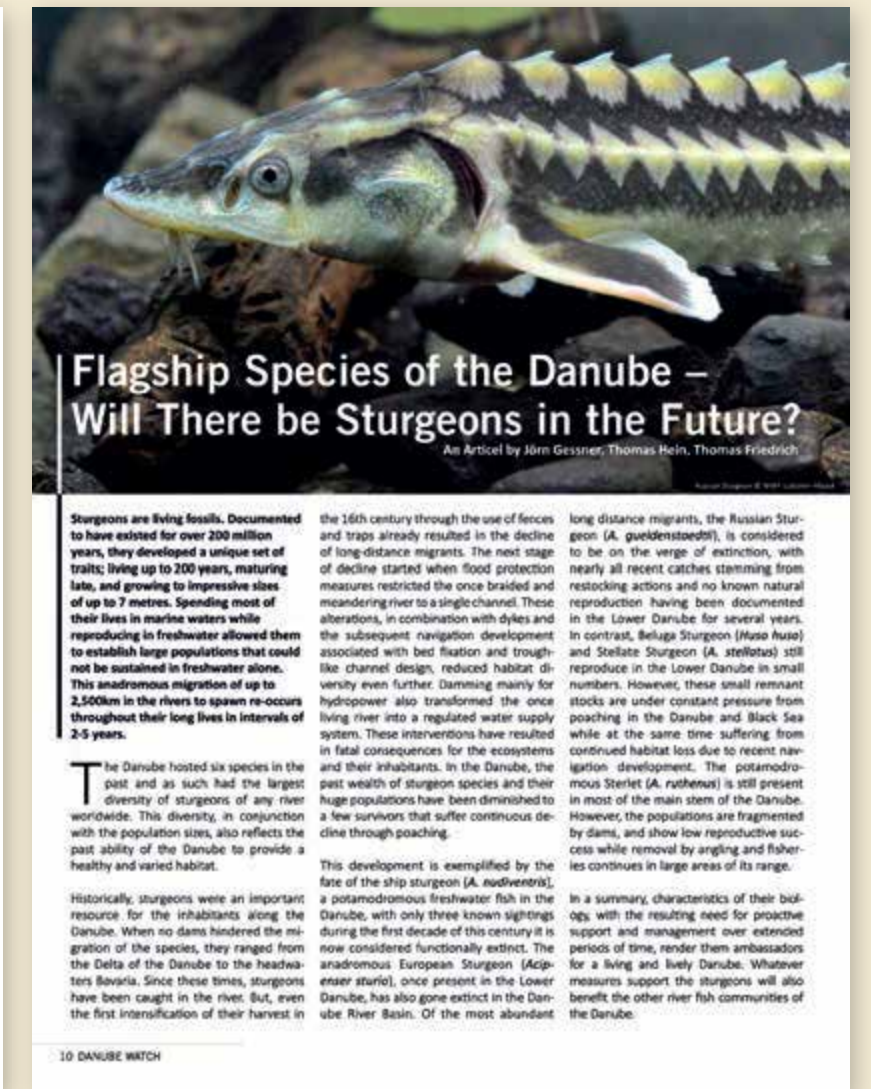 Flagship Species of the Danube –
Will There be Sturgeons in the Future?
An Articel by Jörn Gessner, Thomas Hein, Thomas Friedrich
Sturgeons are living fossils. Documented
to have existed for over 200 million
years, they developed a unique set of
traits; living up to 200 years, maturing
late, and growing to impressive sizes
of up to 7 metres. Spending most of
their lives in marine waters while
reproducing in freshwater allowed them
to establish large populations that could
not be sustained in freshwater alone.
This anadromous migration of up to
2,500km in the rivers to spawn re-occurs
throughout their long lives in intervals of
2-5 years.
The Danube hosted six species in the
past and as such had the largest
diversity of sturgeons of any river
worldwide. This diversity, in conjunction
with the population sizes, also reflects the
past ability of the Danube to provide a
healthy and varied habitat.
Historically, sturgeons were an important
resource for the inhabitants along the
Danube. When no dams hindered the mi-
gration of the species, they ranged from
the Delta of the Danube to the headwa-
ters Bavaria. Since these times, sturgeons
have been caught in the river. But, even
the first intensification of their harvest in
the 16th century through the use of fences
and traps already resulted in the decline
of long-distance migrants. The next stage
of decline started when flood protection
measures restricted the once braided and
meandering river to a single channel. These
alterations, in combination with dykes and
the subsequent navigation development
associated with bed fixation and trough-
like channel design, reduced habitat di-
versity even further. Damming mainly for
hydropower also transformed the once
living river into a regulated water supply
system. These interventions have resulted
in fatal consequences for the ecosystems
and their inhabitants. In the Danube, the
past wealth of sturgeon species and their
huge populations have been diminished to
a few survivors that suffer continuous de-
cline through poaching.
This development is exemplified by the
fate of the ship sturgeon (A. nudiventris),
a potamodromous freshwater fish in the
Danube, with only three known sightings
during the first decade of this century it is
now considered functionally extinct. The
anadromous European Sturgeon (Acip-
enser sturio), once present in the Lower
Danube, has also gone extinct in the Dan-
ube River Basin. Of the most abundant
long distance migrants, the Russian Stur-
geon (A. gueldenstaedtii), is considered
to be on the verge of extinction, with
nearly all recent catches stemming from
restocking actions and no known natural
reproduction having been documented
in the Lower Danube for several years.
In contrast, Beluga Sturgeon (Huso huso)
and Stellate Sturgeon (A. stellatus) still
reproduce in the Lower Danube in small
numbers. However, these small remnant
stocks are under constant pressure from
poaching in the Danube and Black Sea
while at the same time suffering from
continued habitat loss due to recent nav-
igation development. The potamodro-
mous Sterlet (A. ruthenus) is still present
in most of the main stem of the Danube.
However, the populations are fragmented
by dams, and show low reproductive suc-
cess while removal by angling and fisher-
ies continues in large areas of its range.
In a summary, characteristics of their biol-
ogy, with the resulting need for proactive
support and management over extended
periods of time, render them ambassadors
for a living and lively Danube. Whatever
measures support the sturgeons will also
benefit the other river fish communities of
the Danube.
10 DANUBE WATCH